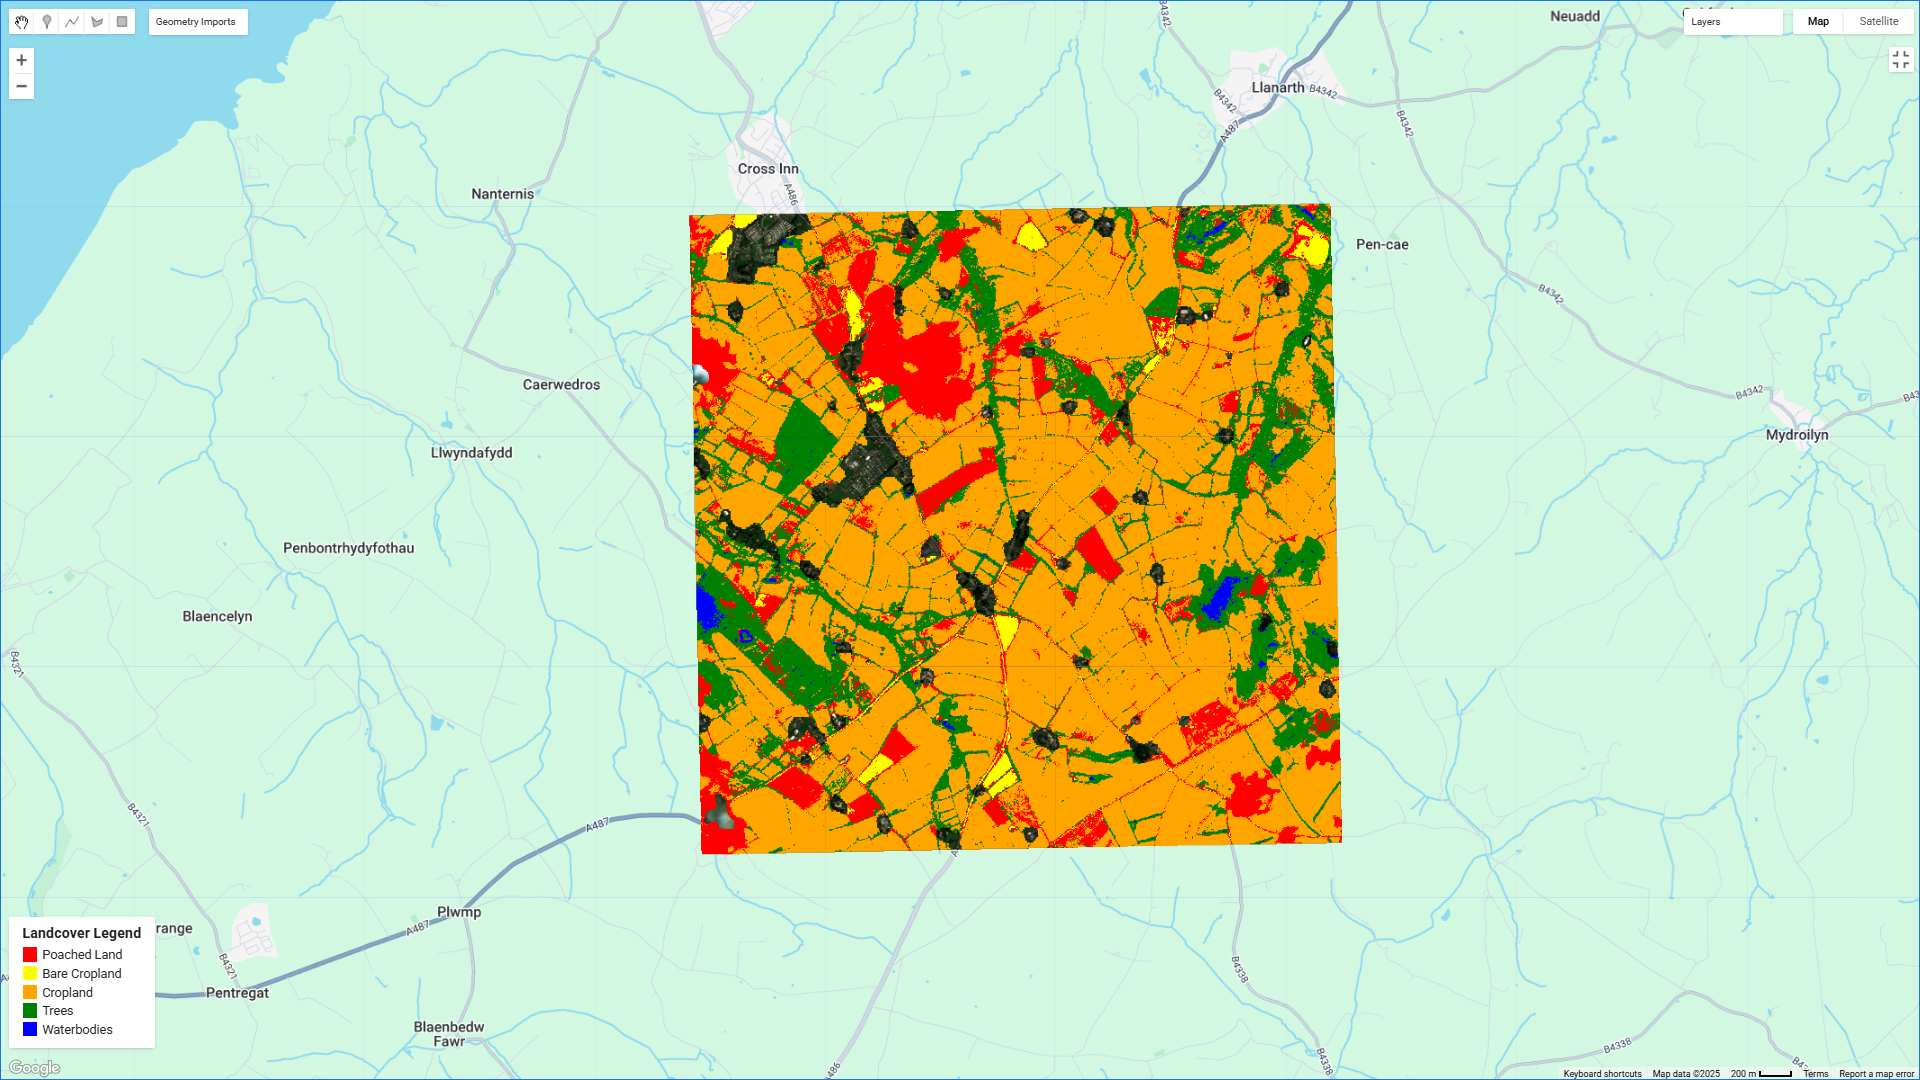 Geometry Imports
Layers
Map
Satellite
+
−
Neuadd
B4342
Llanarth
B4342
B4342
A487
B4342
Cross Inn
A486
Nanternis
Pen-cae
B4342
Caerwedros
B4342
Mydroilyn
Llwyndafydd
Penbontrhydyfothau
Blaencelyn
B4321
B4321
A487
Plwmp
A487
B4321
Pentregat
Blaenbedw
Fawr
B4338
B4338
B4338
Landcover Legend
Poached Land
Bare Cropland
Cropland
Trees
Waterbodies
Google
Keyboard shortcuts
Map data ©2025
200 m
Terms
Report a map error